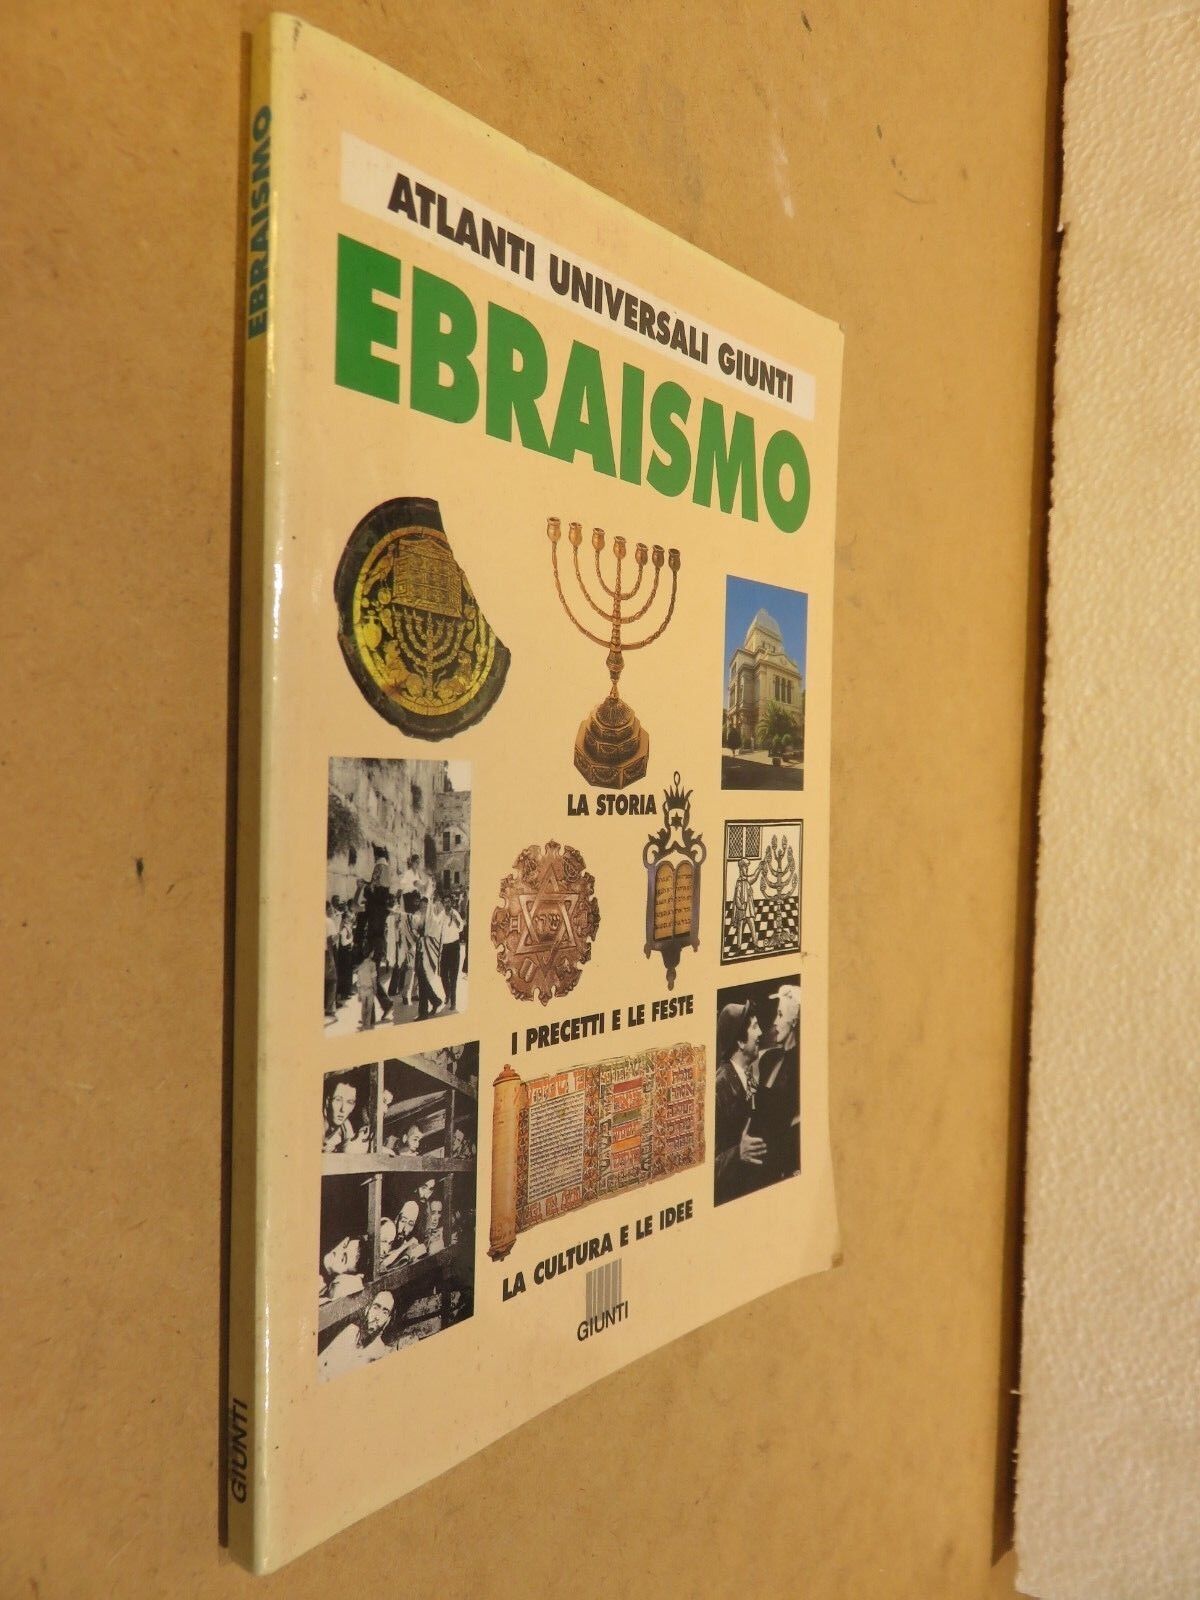 ATLANTI UNIVERSALI GIUNTI
EBRAISMO
LA STORIA
I PRECETTI E LE FESTE
LA CULTURA E LE IDEE
GIUNTI
EBRAISMO
GIUNTI